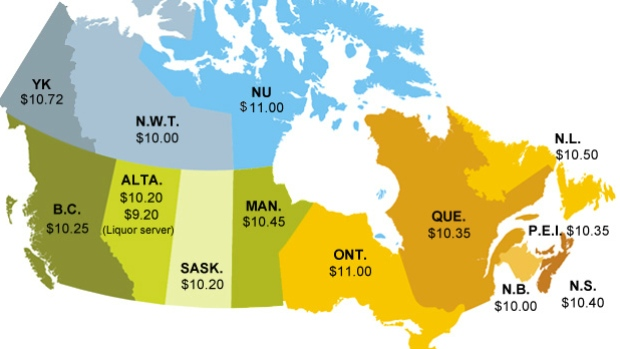 YK
$10.72
N.W.T.
$10.00
NU
$11.00
B.C.
$10.25
ALTA.
$10.20
$9.20
(Liquor server)
SASK.
$10.20
MAN.
$10.45
ONT.
$11.00
QUE.
$10.35
N.L.
$10.50
P.E.I. $10.35
N.B.
$10.00
N.S.
$10.40